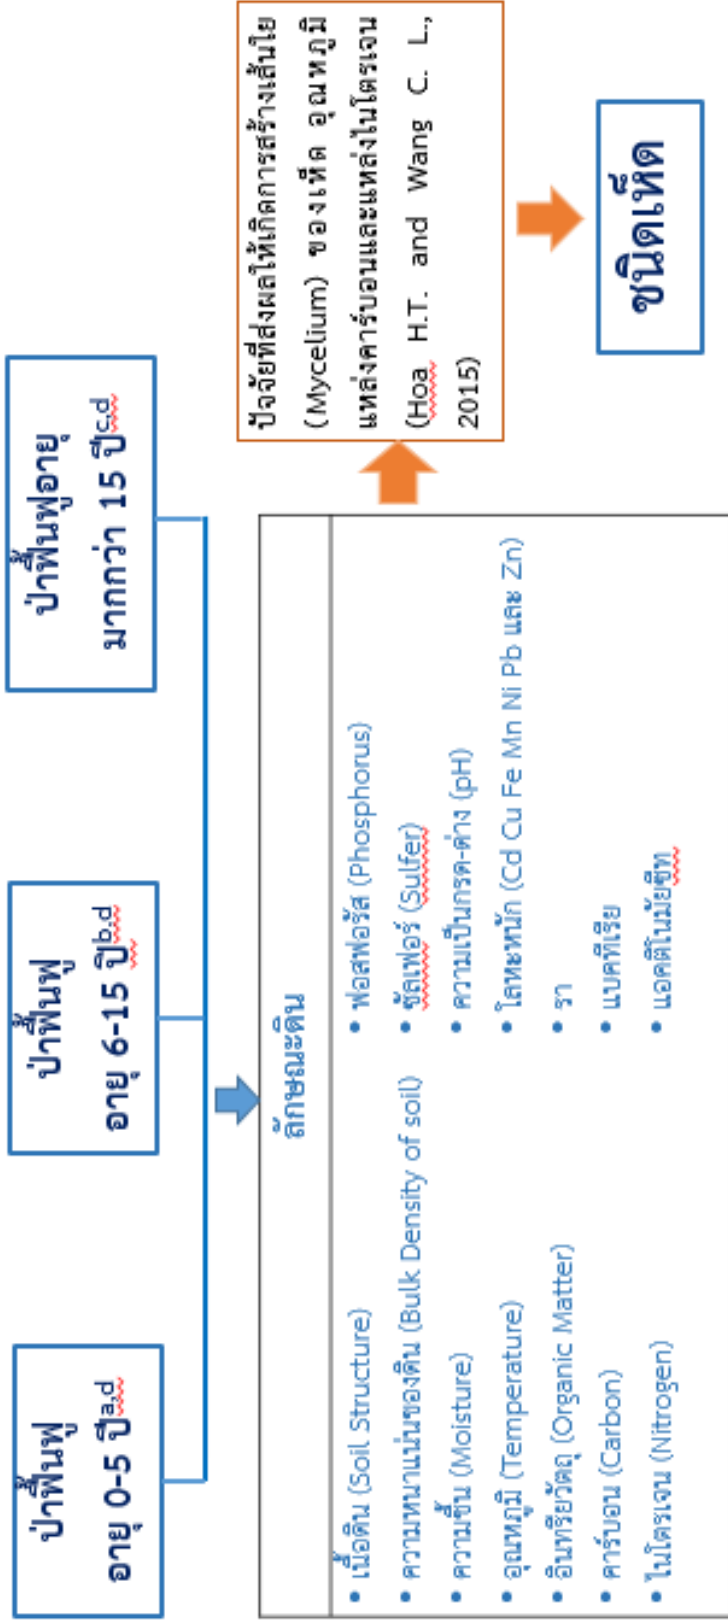 ป่าฟื้นฟู
อายุ 0-5 ปีa,d
ป่าฟื้นฟู
อายุ 6-15 ปีb,d
ป่าฟื้นฟูอายุ
มากกว่า 15 ปีc,d
ลักษณะดิน
• เนื้อดิน (Soil Structure)
• ความหนาแน่นของดิน (Bulk Density of soil)
• ความชื้น (Moisture)
• อุณหภูมิ (Temperature)
• อินทรียวัตถุ (Organic Matter)
• คาร์บอน (Carbon)
• ไนโตรเจน (Nitrogen)
• ฟอสฟอรัส (Phosphorus)
• ซัลเฟอร์ (Sulfer)
• ความเป็นกรด-ด่าง (pH)
• โลหะหนัก (Cd Cu Fe Mn Ni Pb และ Zn)
• รา
• แบคทีเรีย
• แอคติโนมัยซีท
ปัจจัยที่ส่งผลให้เกิดการสร้างเส้นใย
(Mycelium) ของเห็ด อุณหภูมิ
แหล่งคาร์บอนและแหล่งไนโตรเจน
(Hoa H.T. and Wang C. L.,
2015)
ชนิดเห็ด